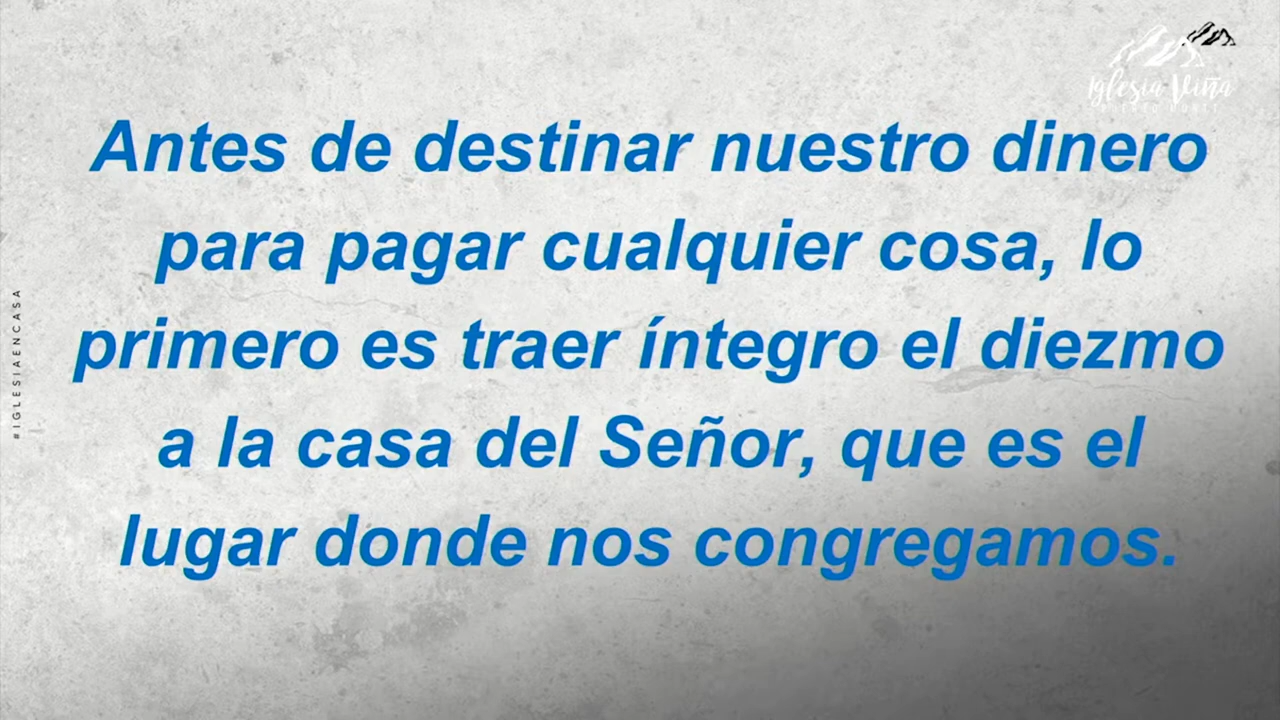 Iglesia Viña
Antes de destinar nuestro dinero
para pagar cualquier cosa, lo
primero es traer íntegro el diezmo
a la casa del Señor, que es el
lugar donde nos congregamos.
#IGLESIAENCASA